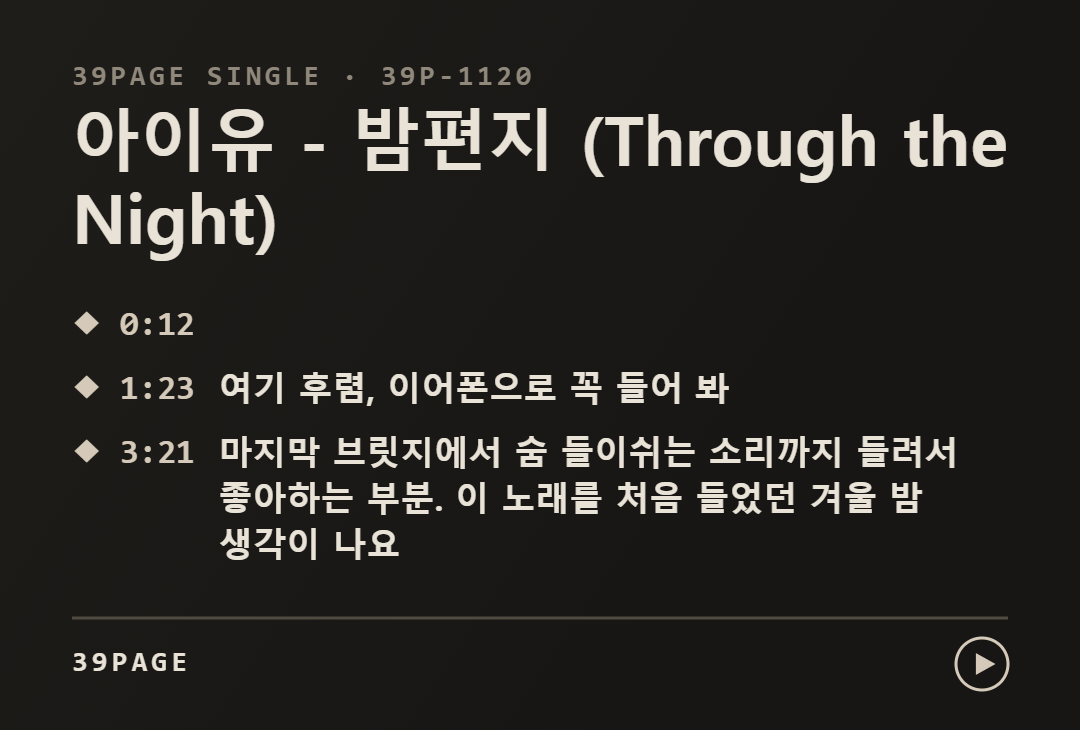 39PAGE SINGLE · 39P-1120
아이유 - 밤편지 (Through the
Night)
◆ 0:12
◆ 1:23 여기 후렴, 이어폰으로 꼭 들어 봐
◆ 3:21 마지막 브릿지에서 숨 들이쉬는 소리까지 들려서
좋아하는 부분. 이 노래를 처음 들었던 겨울 밤
생각이 나요
39PAGE